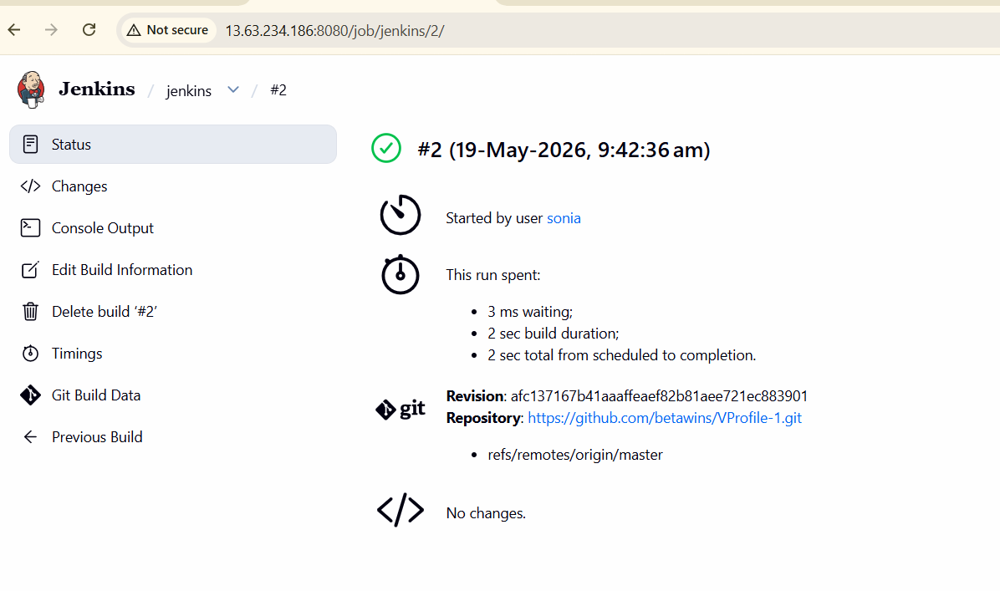 Not secure 13.63.234.186:8080/job/jenkins/2/
Jenkins / jenkins / #2
Status
Changes
Console Output
Edit Build Information
Delete build ‘#2’
Timings
Git Build Data
Previous Build
#2 (19-May-2026, 9:42:36 am)
Started by user sonia
This run spent:
• 3 ms waiting;
• 2 sec build duration;
• 2 sec total from scheduled to completion.
git
Revision: afc137167b41aaaffeaef82b81aee721ec883901
Repository: https://github.com/betawins/VProfile-1.git
• refs/remotes/origin/master
No changes.